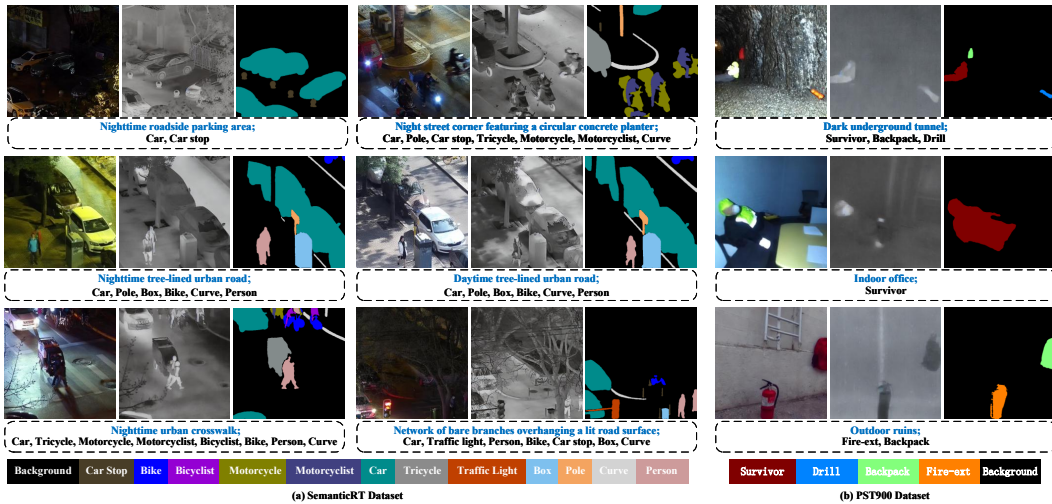 Nighttime roadside parking area;
Car, Car stop
Night street corner featuring a circular concrete planter;
Car, Pole, Car stop, Tricycle, Motorcycle, Motorcyclist, Curve
Dark underground tunnel;
Survivor, Backpack, Drill
Nighttime tree-lined urban road;
Car, Pole, Box, Bike, Curve, Person
Daytime tree-lined urban road;
Car, Pole, Box, Bike, Curve, Person
Indoor office;
Survivor
Nighttime urban crosswalk;
Car, Tricycle, Motorcycle, Motorcyclist, Bicyclist, Bike, Person, Curve
Network of bare branches overhanging a lit road surface;
Car, Traffic light, Person, Bike, Car stop, Box, Curve
Outdoor ruins;
Fire-ext, Backpack
Background Car Stop Bike Bicyclist Motorcycle Motorcyclist Car Tricycle Traffic Light Box Pole Curve Person
Survivor Drill Backpack Fire-ext Background
(a) SemanticRT Dataset
(b) PST900 Dataset